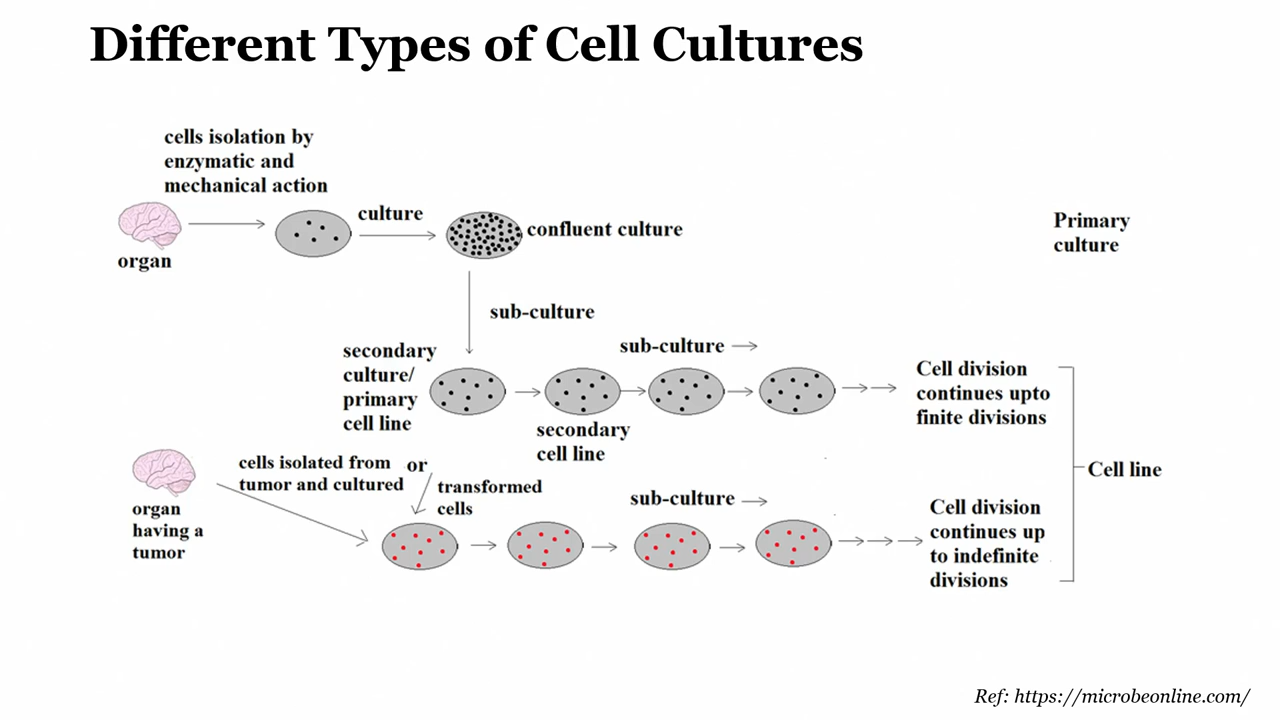 Different Types of Cell Cultures
cells isolation by
enzymatic and
mechanical action
culture
confluent culture
organ
Primary
culture
sub-culture
sub-culture
secondary
culture/
primary
cell line
secondary
cell line
Cell division
continues upto
finite divisions
Cell line
cells isolated from
tumor and cultured
or
transformed
cells
organ
having a
tumor
sub-culture
Cell division
continues up
to indefinite
divisions
Ref: https://microbeonline.com/